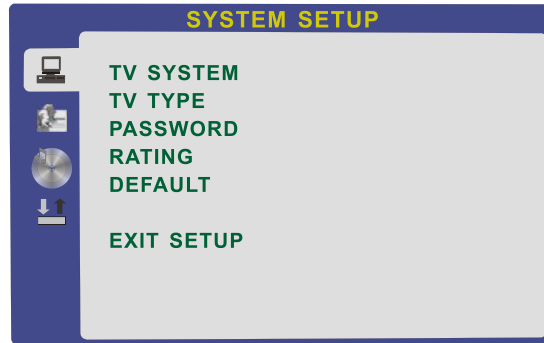 SYSTEM SETUP
TV SYSTEM
TV TYPE
PASSWORD
RATING
DEFAULT
EXIT SETUP